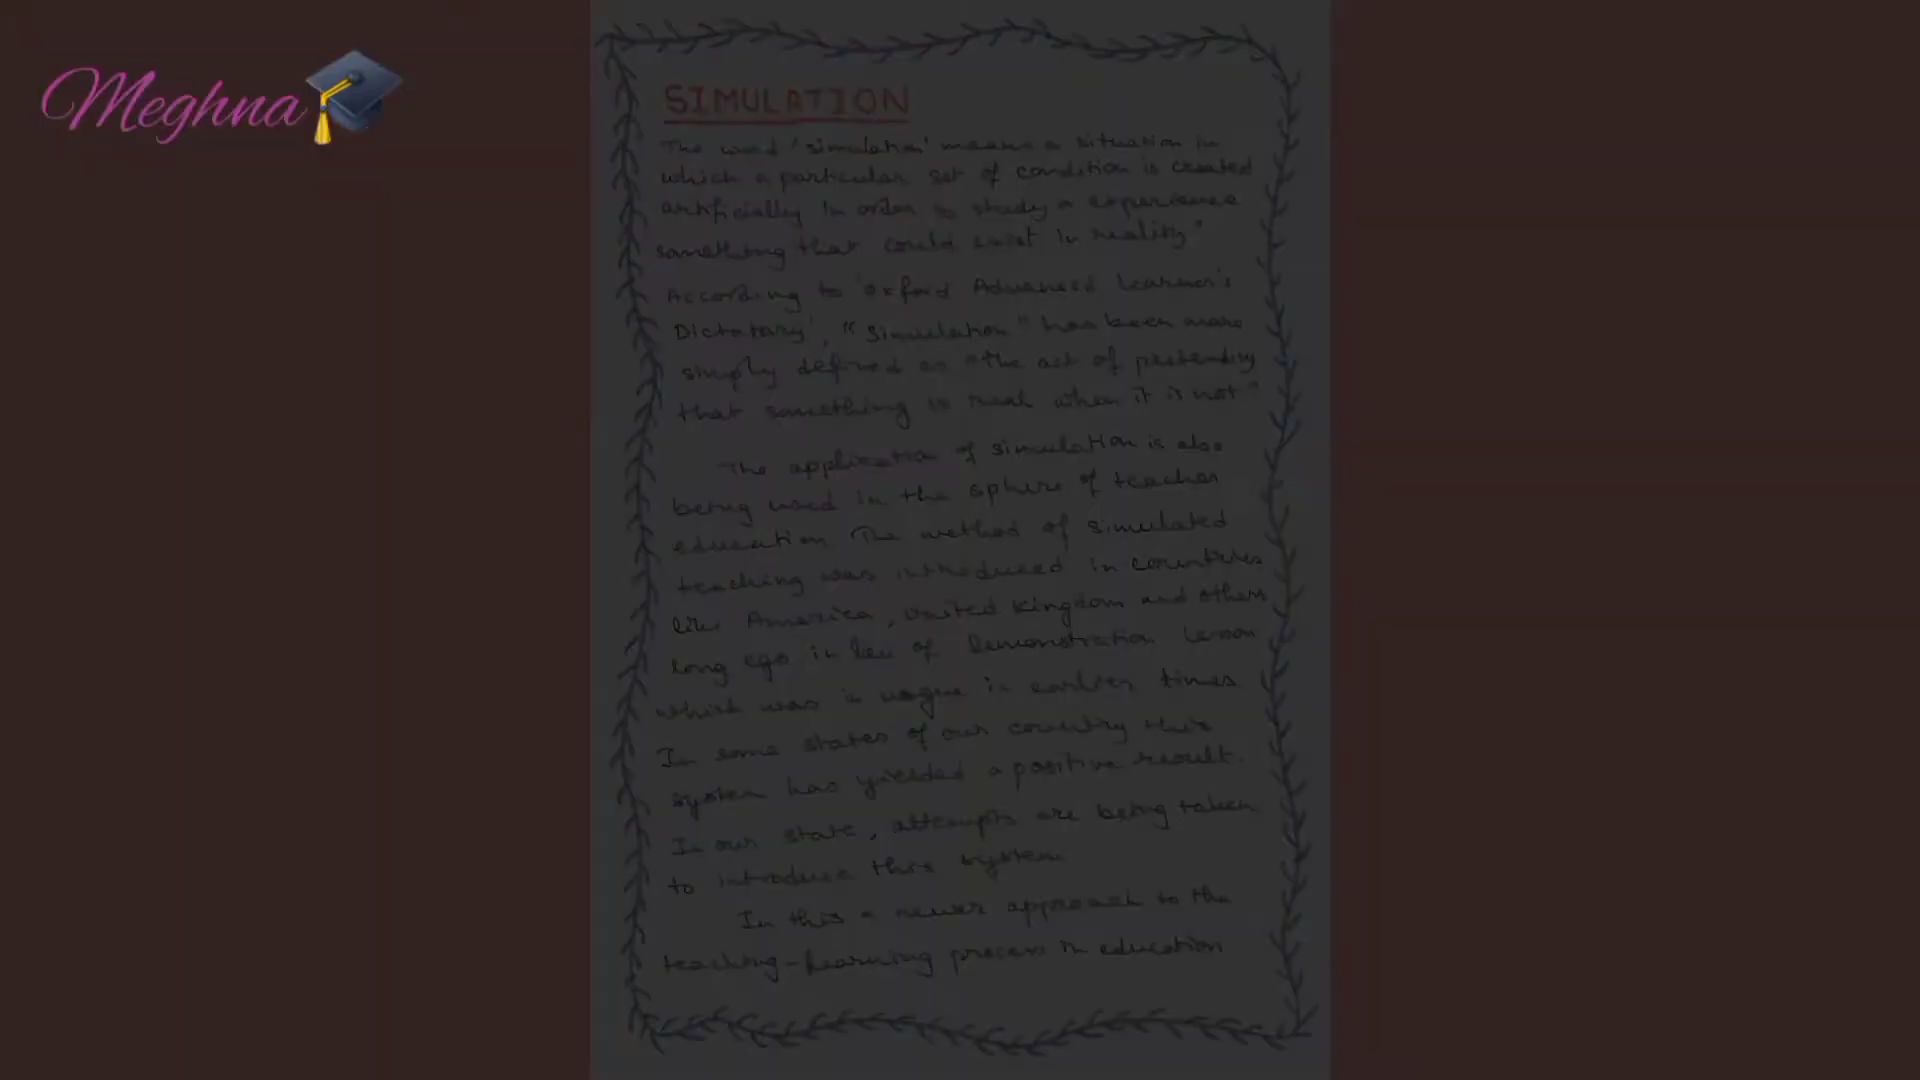 Meghna
SIMULATION
The word 'simulation' means a situation in
which a particular set of condition is created
artificially in order to study a experience
something that could exist in reality"
According to 'Oxford Advanced Learner's
Dictatary', "Simulation" has been more
simply defined as "the act of pretending
that something is real when it is not"
The application of simulation is also
being used in the sphere of teacher
education The method of simulated
teaching was introduced in countries
like America, United Kingdom and others
long ego in leu of Demonstration Lesson
which was in vogue in earlier times
In some states of our country this
system has yielded a positive result.
In our state, attempts are being taken
to introduce this system
In this a newer approach to the
teaching-learning process in education